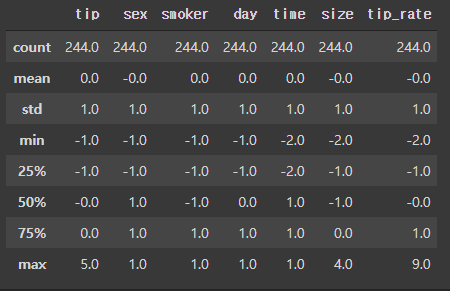 tip sex smoker day time size tip_rate
count 244.0 244.0 244.0 244.0 244.0 244.0 244.0
mean 0.0 -0.0 0.0 0.0 0.0 -0.0 -0.0
std 1.0 1.0 1.0 1.0 1.0 1.0 1.0
min -1.0 -1.0 -1.0 -1.0 -2.0 -2.0 -2.0
25% -1.0 -1.0 -1.0 -1.0 -2.0 -1.0 -1.0
50% -0.0 1.0 -1.0 0.0 1.0 -1.0 -0.0
75% 0.0 1.0 1.0 1.0 1.0 0.0 1.0
max 5.0 1.0 1.0 1.0 1.0 4.0 9.0